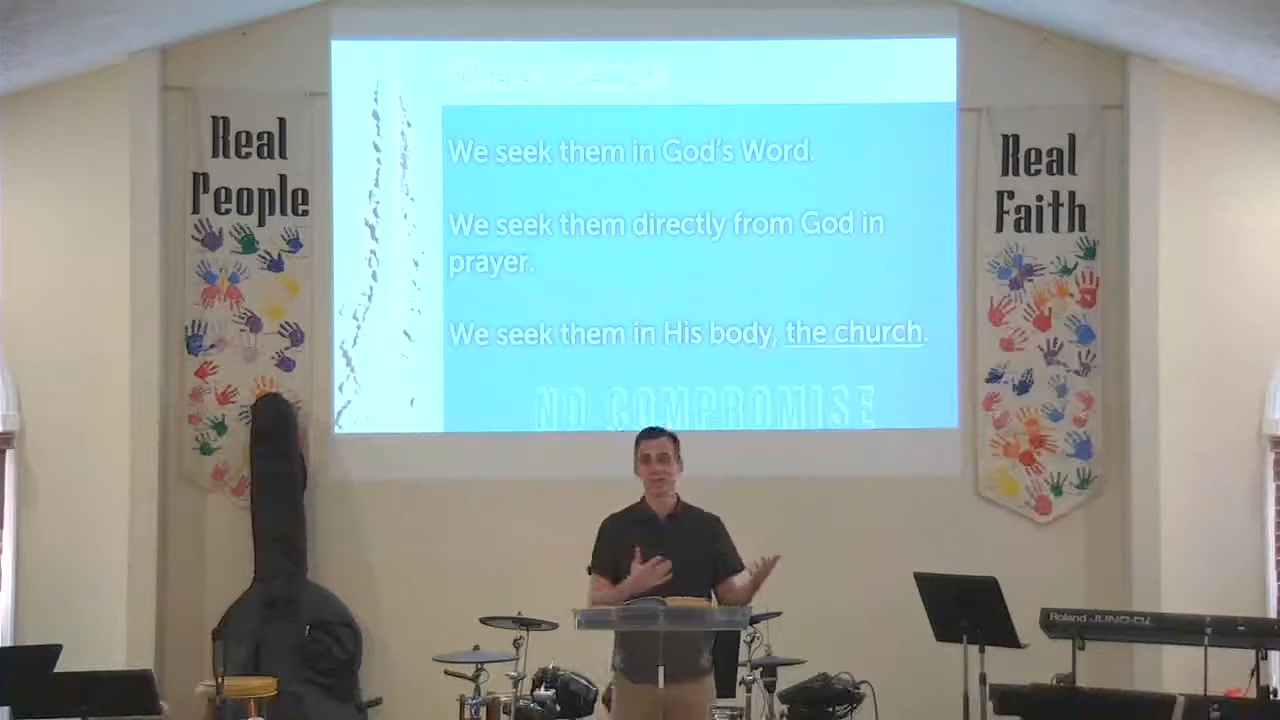 Real
People
We seek them in God's Word.
We seek them directly from God in
prayer.
We seek them in His body, the church.
NO COMPROMISE
Real
Faith
Roland JUNO-Di